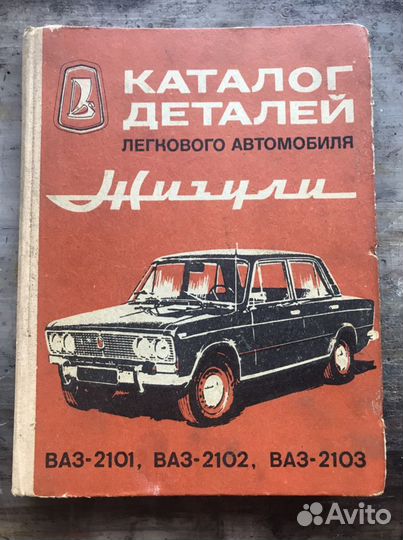 КАТАЛОГ
ДЕТАЛЕЙ
ЛЕГКОВОГО АВТОМОБИЛЯ
Жигули
ВАЗ-2101, ВАЗ-2102, ВАЗ-2103
Avito